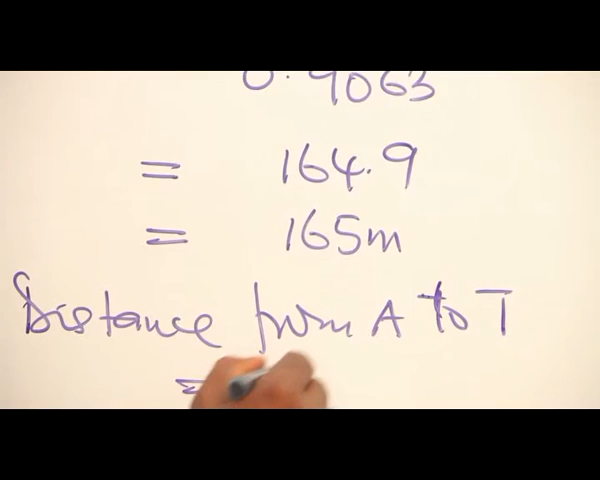 0.9063
= 164.9
= 165m
Distance from A to T
=